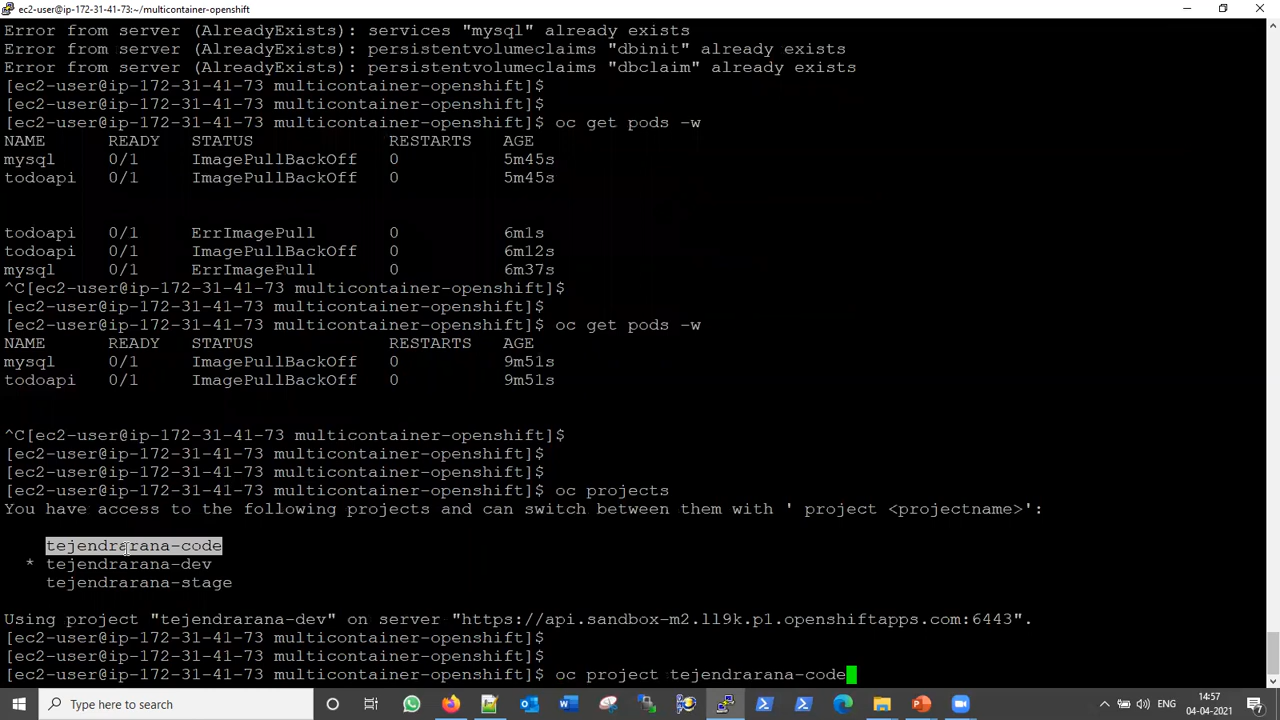 ec2-user@ip-172-31-41-73:~/multicontainer-openshift
Error from server (AlreadyExists): services "mysql" already exists
Error from server (AlreadyExists): persistentvolumeclaims "dbinit" already exists
Error from server (AlreadyExists): persistentvolumeclaims "dbclaim" already exists
[ec2-user@ip-172-31-41-73 multicontainer-openshift]$
[ec2-user@ip-172-31-41-73 multicontainer-openshift]$
[ec2-user@ip-172-31-41-73 multicontainer-openshift]$ oc get pods -w
NAME READY STATUS RESTARTS AGE
mysql 0/1 ImagePullBackOff 0 5m45s
todoapi 0/1 ImagePullBackOff 0 5m45s
todoapi 0/1 ErrImagePull 0 6m1s
todoapi 0/1 ImagePullBackOff 0 6m12s
mysql 0/1 ErrImagePull 0 6m37s
^C[ec2-user@ip-172-31-41-73 multicontainer-openshift]$
[ec2-user@ip-172-31-41-73 multicontainer-openshift]$
[ec2-user@ip-172-31-41-73 multicontainer-openshift]$ oc get pods -w
NAME READY STATUS RESTARTS AGE
mysql 0/1 ImagePullBackOff 0 9m51s
todoapi 0/1 ImagePullBackOff 0 9m51s
^C[ec2-user@ip-172-31-41-73 multicontainer-openshift]$
[ec2-user@ip-172-31-41-73 multicontainer-openshift]$
[ec2-user@ip-172-31-41-73 multicontainer-openshift]$
[ec2-user@ip-172-31-41-73 multicontainer-openshift]$ oc projects
You have access to the following projects and can switch between them with ' project <projectname>':
tejendrarana-code
* tejendrarana-dev
tejendrarana-stage
Using project "tejendrarana-dev" on server "https://api.sandbox-m2.ll9k.p1.openshiftapps.com:6443".
[ec2-user@ip-172-31-41-73 multicontainer-openshift]$
[ec2-user@ip-172-31-41-73 multicontainer-openshift]$
[ec2-user@ip-172-31-41-73 multicontainer-openshift]$ oc project tejendrarana-code
Type here to search
ENG
14:57
04-04-2021